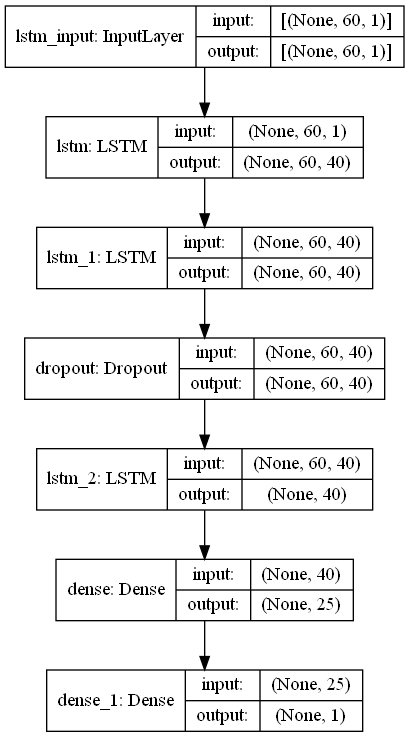 lstm_input: InputLayer
input: [(None, 60, 1)]
output: [(None, 60, 1)]
lstm: LSTM
input: (None, 60, 1)
output: (None, 60, 40)
lstm_1: LSTM
input: (None, 60, 40)
output: (None, 60, 40)
dropout: Dropout
input: (None, 60, 40)
output: (None, 60, 40)
lstm_2: LSTM
input: (None, 60, 40)
output: (None, 40)
dense: Dense
input: (None, 40)
output: (None, 25)
dense_1: Dense
input: (None, 25)
output: (None, 1)